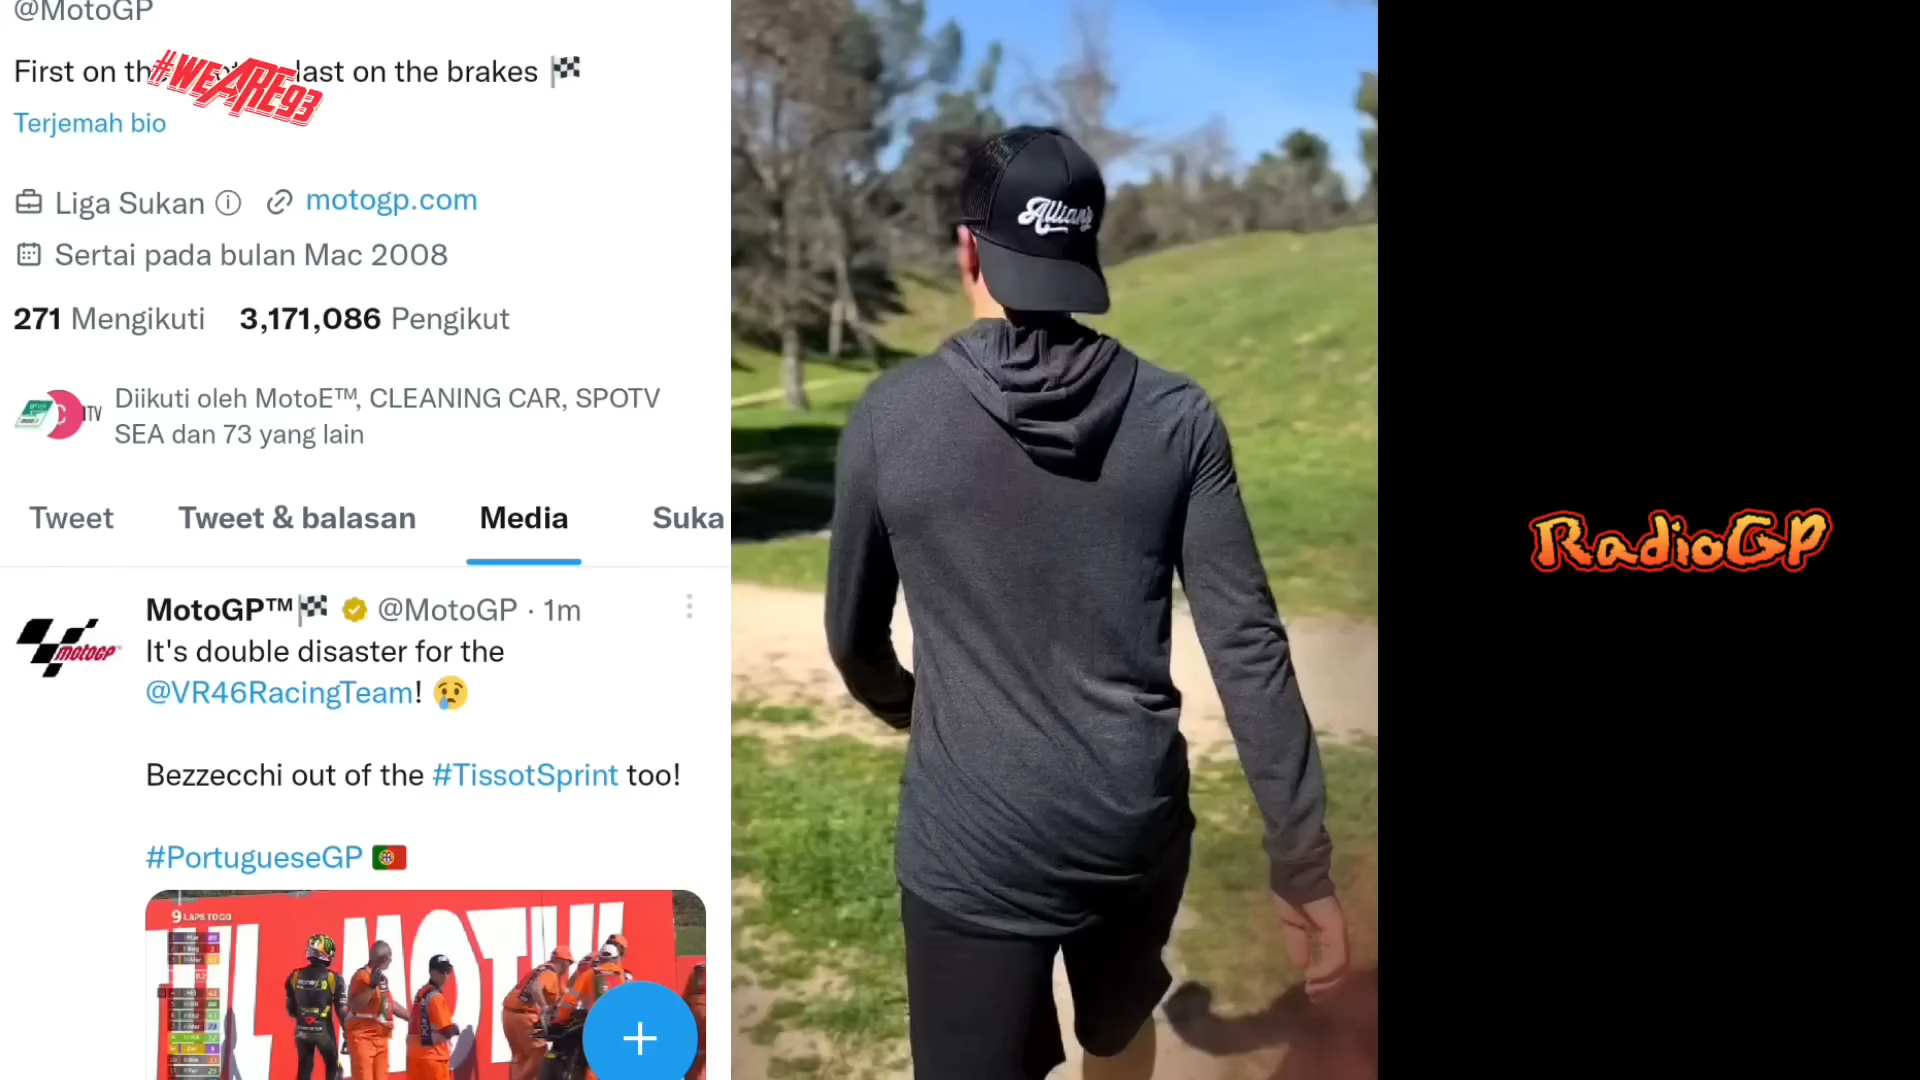 @MotoGP
First on th last on the brakes
#WEARE93
Terjemah bio
Liga Sukan motogp.com
Sertai pada bulan Mac 2008
271 Mengikuti 3,171,086 Pengikut
Diikuti oleh MotoE™, CLEANING CAR, SPOTV
SEA dan 73 yang lain
Tweet Tweet & balasan Media Suka
MotoGP™ @MotoGP · 1m
It's double disaster for the
@VR46RacingTeam!
Bezzecchi out of the #TissotSprint too!
#PortugueseGP
motoGP
9 LAPS TO GO
Allianz
RadioGP